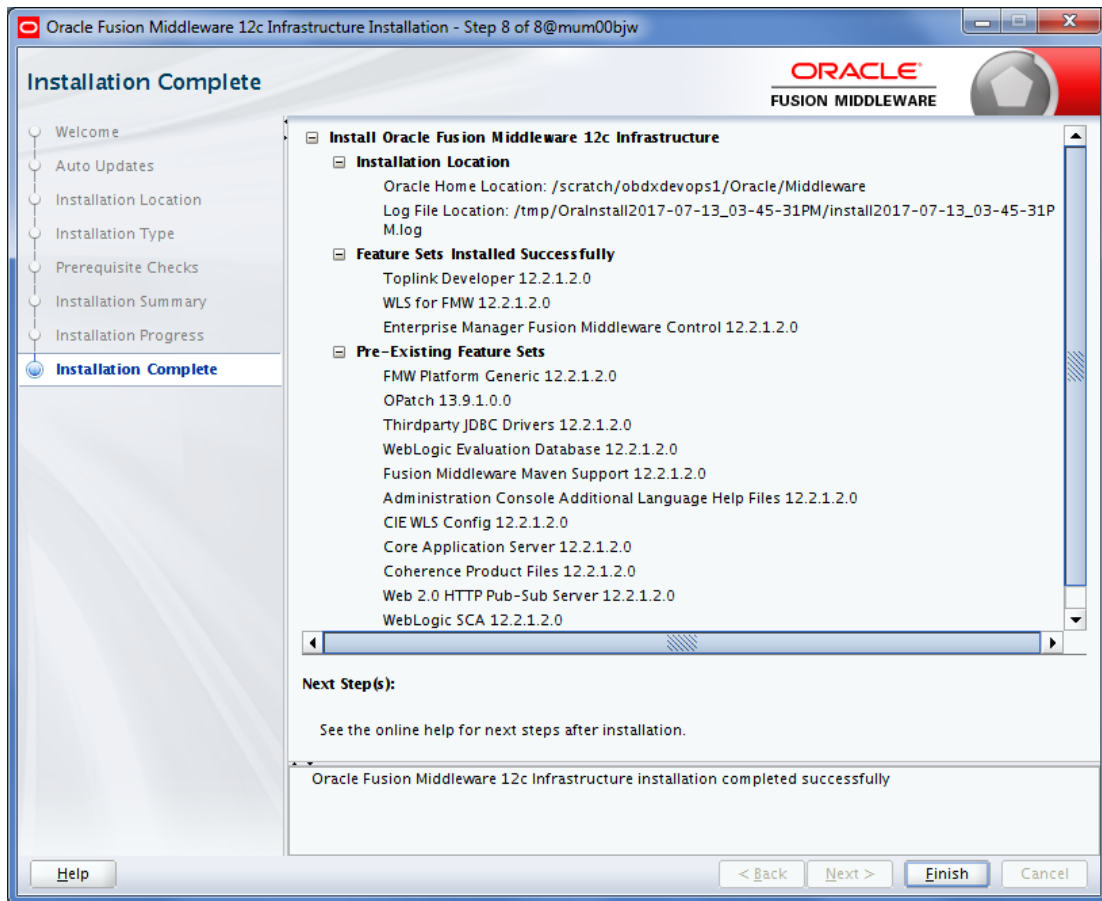 Oracle Fusion Middleware 12c Infrastructure Installation - Step 8 of 8@mum00bjw
Installation Complete
ORACLE
FUSION MIDDLEWARE
Welcome
Auto Updates
Installation Location
Installation Type
Prerequisite Checks
Installation Summary
Installation Progress
Installation Complete
Install Oracle Fusion Middleware 12c Infrastructure
Installation Location
Oracle Home Location: /scratch/obdxdevops1/Oracle/Middleware
Log File Location: /tmp/OraInstall2017-07-13_03-45-31PM/install2017-07-13_03-45-31P
M.log
Feature Sets Installed Successfully
Toplink Developer 12.2.1.2.0
WLS for FMW 12.2.1.2.0
Enterprise Manager Fusion Middleware Control 12.2.1.2.0
Pre-Existing Feature Sets
FMW Platform Generic 12.2.1.2.0
OPatch 13.9.1.0.0
Thirdparty JDBC Drivers 12.2.1.2.0
WebLogic Evaluation Database 12.2.1.2.0
Fusion Middleware Maven Support 12.2.1.2.0
Administration Console Additional Language Help Files 12.2.1.2.0
CIE WLS Config 12.2.1.2.0
Core Application Server 12.2.1.2.0
Coherence Product Files 12.2.1.2.0
Web 2.0 HTTP Pub-Sub Server 12.2.1.2.0
WebLogic SCA 12.2.1.2.0
Next Step(s):
See the online help for next steps after installation.
Oracle Fusion Middleware 12c Infrastructure installation completed successfully
Help
< Back
Next >
Finish
Cancel